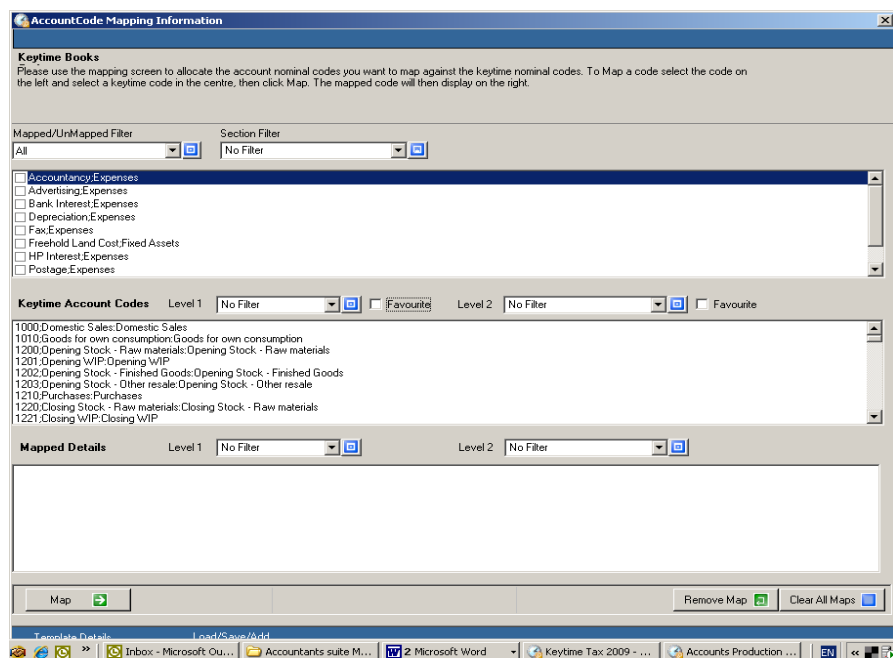 AccountCode Mapping Information
Keytime Books
Please use the mapping screen to allocate the account nominal codes you want to map against the keytime nominal codes. To Map a code select the code on
the left and select a keytime code in the centre, then click Map. The mapped code will then display on the right.
Mapped/UnMapped Filter Section Filter
All No Filter
Accountancy;Expenses
Advertising;Expenses
Bank Interest;Expenses
Depreciation;Expenses
Fax;Expenses
Freehold Land Cost;Fixed Assets
HP Interest;Expenses
Postage;Expenses
Keytime Account Codes Level 1 No Filter Favourite Level 2 No Filter Favourite
1000;Domestic Sales:Domestic Sales
1010;Goods for own consumption:Goods for own consumption
1200;Opening Stock - Raw materials:Opening Stock - Raw materials
1201;Opening WIP:Opening WIP
1202;Opening Stock - Finished Goods:Opening Stock - Finished Goods
1203;Opening Stock - Other resale:Opening Stock - Other resale
1210;Purchases:Purchases
1220;Closing Stock - Raw materials:Closing Stock - Raw materials
1221;Closing WIP:Closing WIP
Mapped Details Level 1 No Filter Level 2 No Filter
Map Remove Map Clear All Maps
Template Details Load/Save/Add
» Inbox - Microsoft Ou... Accountants suite M... 2 Microsoft Word Keytime Tax 2009 - ... Accounts Production ... EN «